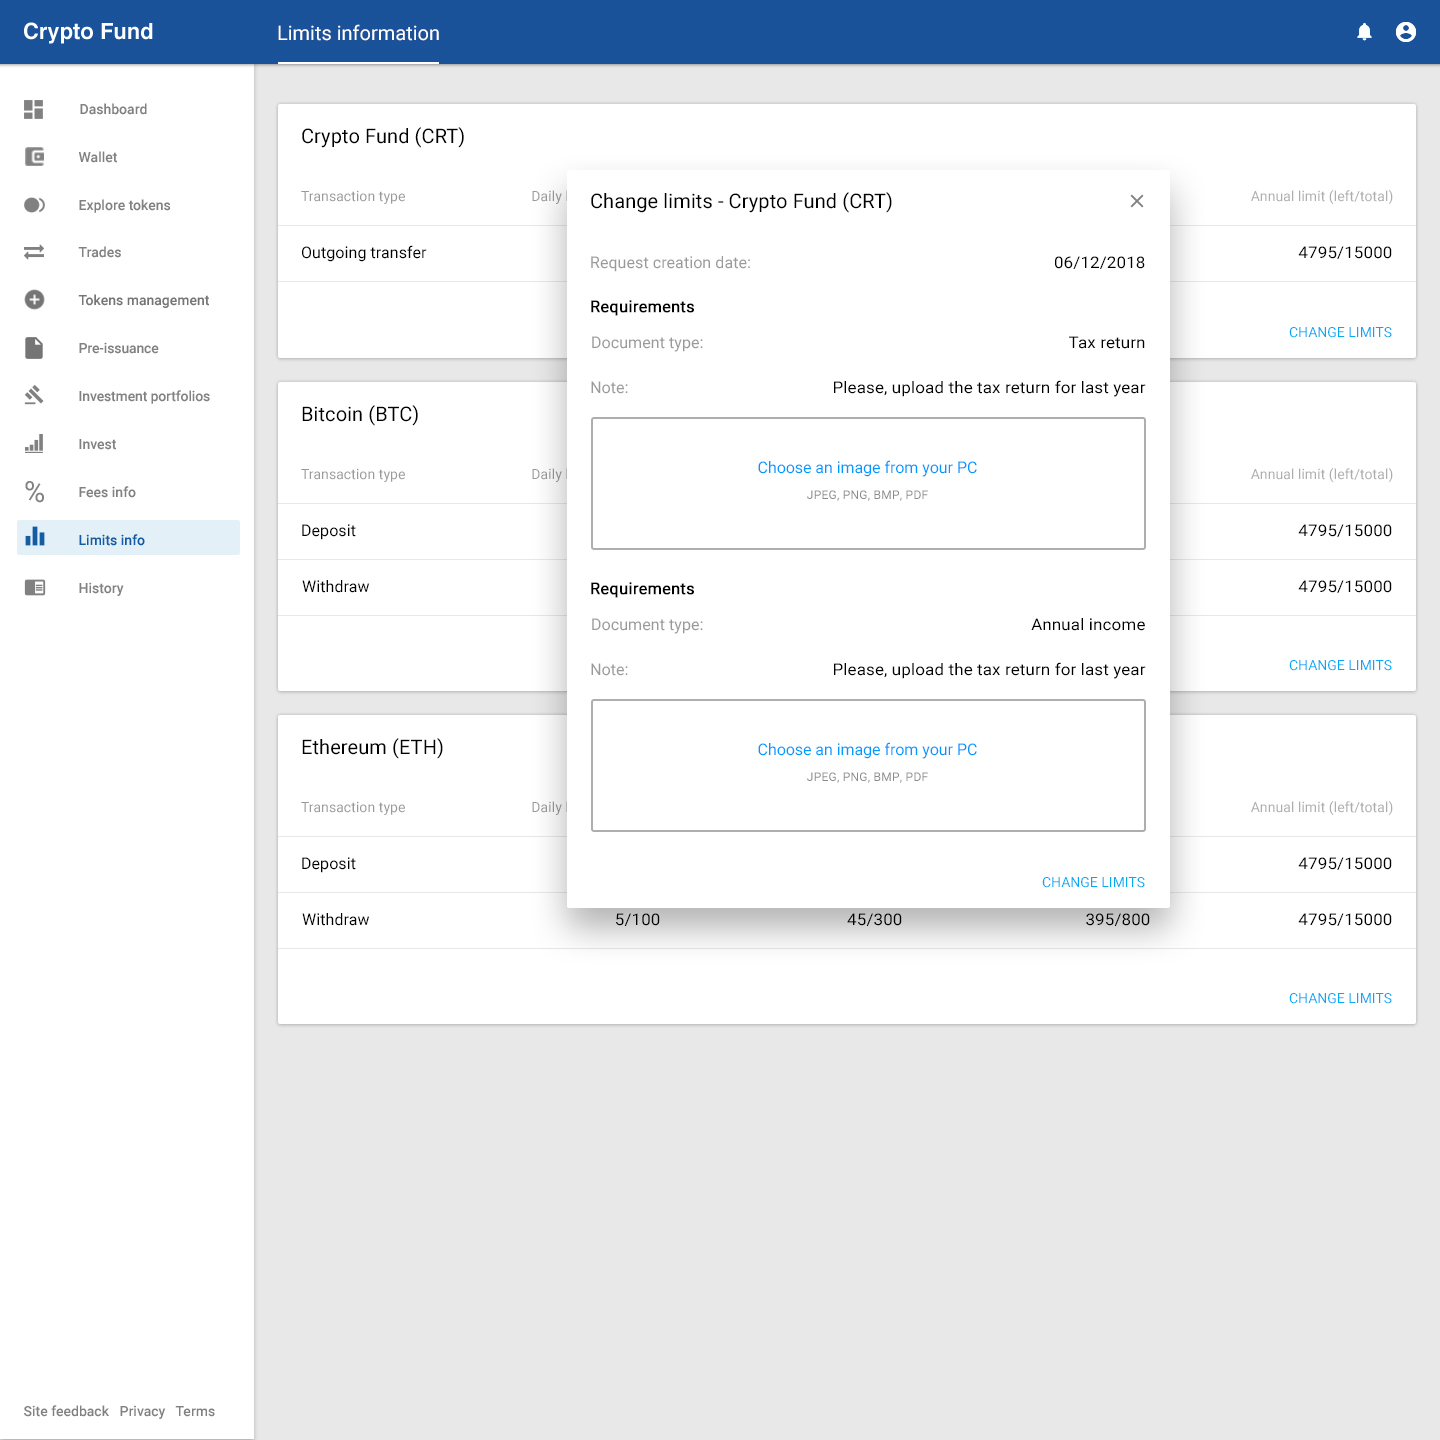 Crypto Fund
Limits information
Dashboard
Wallet
Explore tokens
Trades
Tokens management
Pre-issuance
Investment portfolios
Invest
Fees info
Limits info
History
Site feedback Privacy Terms
Crypto Fund (CRT)
Transaction type Daily Annual limit (left/total)
Outgoing transfer 4795/15000
CHANGE LIMITS
Bitcoin (BTC)
Transaction type Daily Annual limit (left/total)
Deposit 4795/15000
Withdraw 4795/15000
CHANGE LIMITS
Ethereum (ETH)
Transaction type Daily Annual limit (left/total)
Deposit 4795/15000
Withdraw 5/100 45/300 395/800 4795/15000
CHANGE LIMITS
Change limits - Crypto Fund (CRT)
Request creation date: 06/12/2018
Requirements
Document type: Tax return
Note: Please, upload the tax return for last year
Choose an image from your PC
JPEG, PNG, BMP, PDF
Requirements
Document type: Annual income
Note: Please, upload the tax return for last year
Choose an image from your PC
JPEG, PNG, BMP, PDF
CHANGE LIMITS